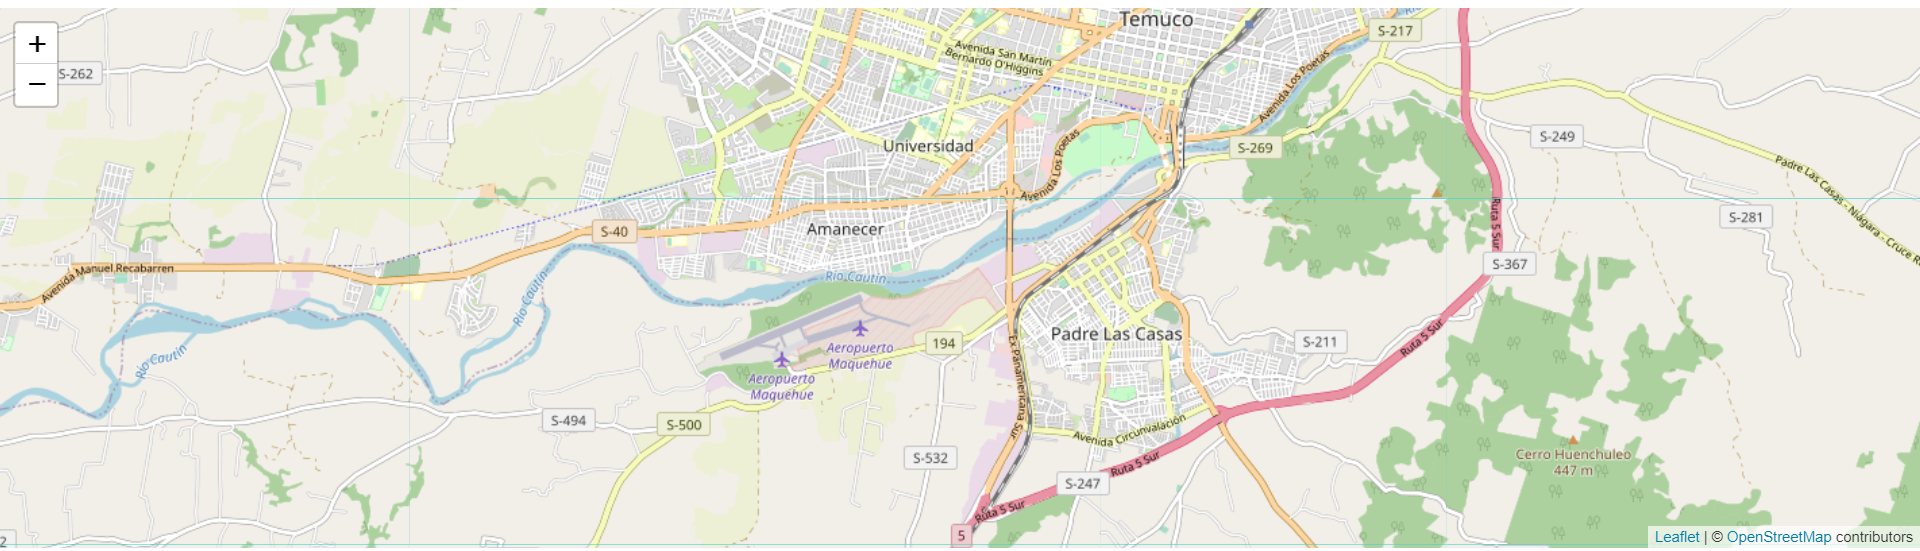 Temuco
+
S-217
Avenida San Martín
Bernardo O'Higgins
S-262
−
Avenida Los Poetas
S-249
Universidad
Avenida Los Poetas
S-269
Padre Las Casas - Niágara - Cruce R
S-281
Ruta 5 Sur
S-40
Amanecer
Avenida Manuel Recabarren
S-367
Río Cautín
Río Cautín
Río Cautín
Padre Las Casas
194
S-211
Ruta 5 Sur
Aeropuerto
Maquehue
Aeropuerto
Maquehue
Ex Panamericana Sur
S-494
S-500
Avenida Circunvalación
S-532
Ruta 5 Sur
Cerro Huenchuleo
447 m
S-247
Ruta 5 Sur
5
2
Leaflet | © OpenStreetMap contributors